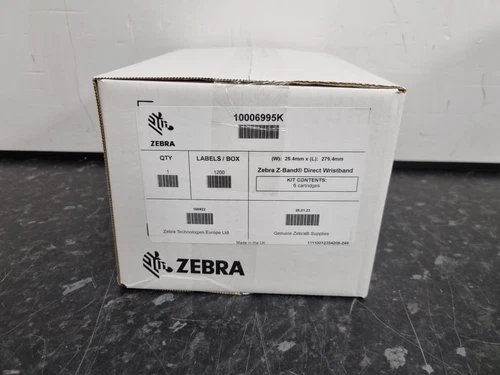 10006995K
ZEBRA
QTY
LABELS / BOX
(W): 25.4mm x (L): 279.4mm
1
1200
Zebra Z-Band® Direct Wristband
KIT CONTENTS:
6 cartridges
Zebra Technologies Europe Ltd
Genuine Zebra® Supplies
Made in the UK
ZEBRA